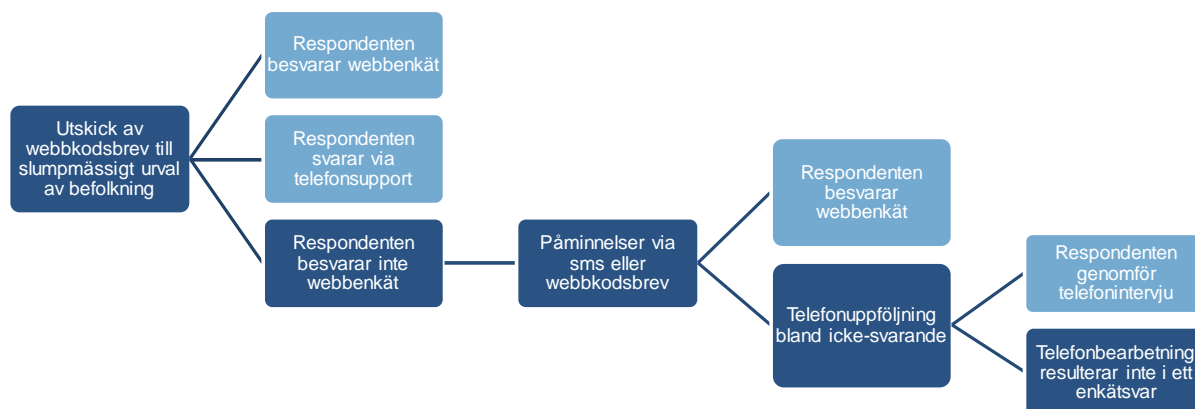 Respondenten
besvarar webbenkät
Utskick av
webbkodsbrev till
slumpmässigt urval
av befolkning
Respondenten
svarar via
telefonsupport
Respondenten
besvarar inte
webbenkät
Påminnelser via
sms eller
webbkodsbrev
Respondenten
besvarar
webbenkät
Telefonuppföljning
bland icke-svarande
Respondenten
genomför
telefonintervju
Telefonbearbetning
resulterar inte i ett
enkätsvar